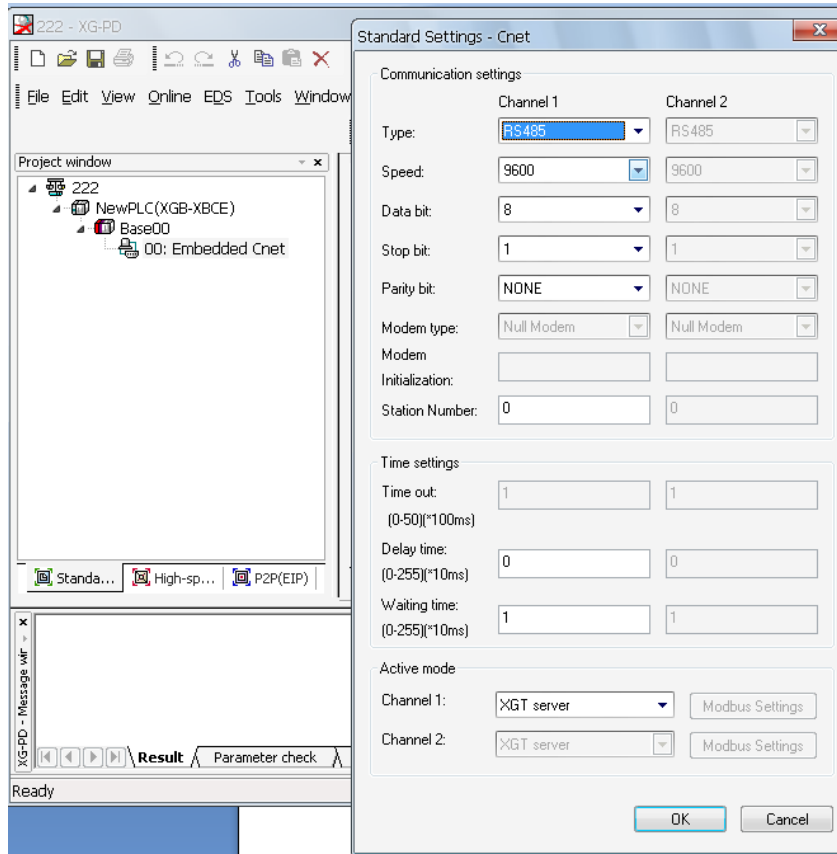 222 - XG-PD
File Edit View Online EDS Tools Window
Project window
222
NewPLC(XGB-XBCE)
Base00
00: Embedded Cnet
Standa... High-sp... P2P(EIP)
XG-PD - Message wir
Result Parameter check
Ready
Standard Settings - Cnet
Communication settings
Channel 1 Channel 2
Type: RS485 RS485
Speed: 9600 9600
Data bit: 8 8
Stop bit: 1 1
Parity bit: NONE NONE
Modem type: Null Modem Null Modem
Modem
Initialization:
Station Number: 0 0
Time settings
Time out: 1 1
(0-50)(*100ms)
Delay time: 0 0
(0-255)(*10ms)
Waiting time: 1 1
(0-255)(*10ms)
Active mode
Channel 1: XGT server Modbus Settings
Channel 2: XGT server Modbus Settings
OK Cancel